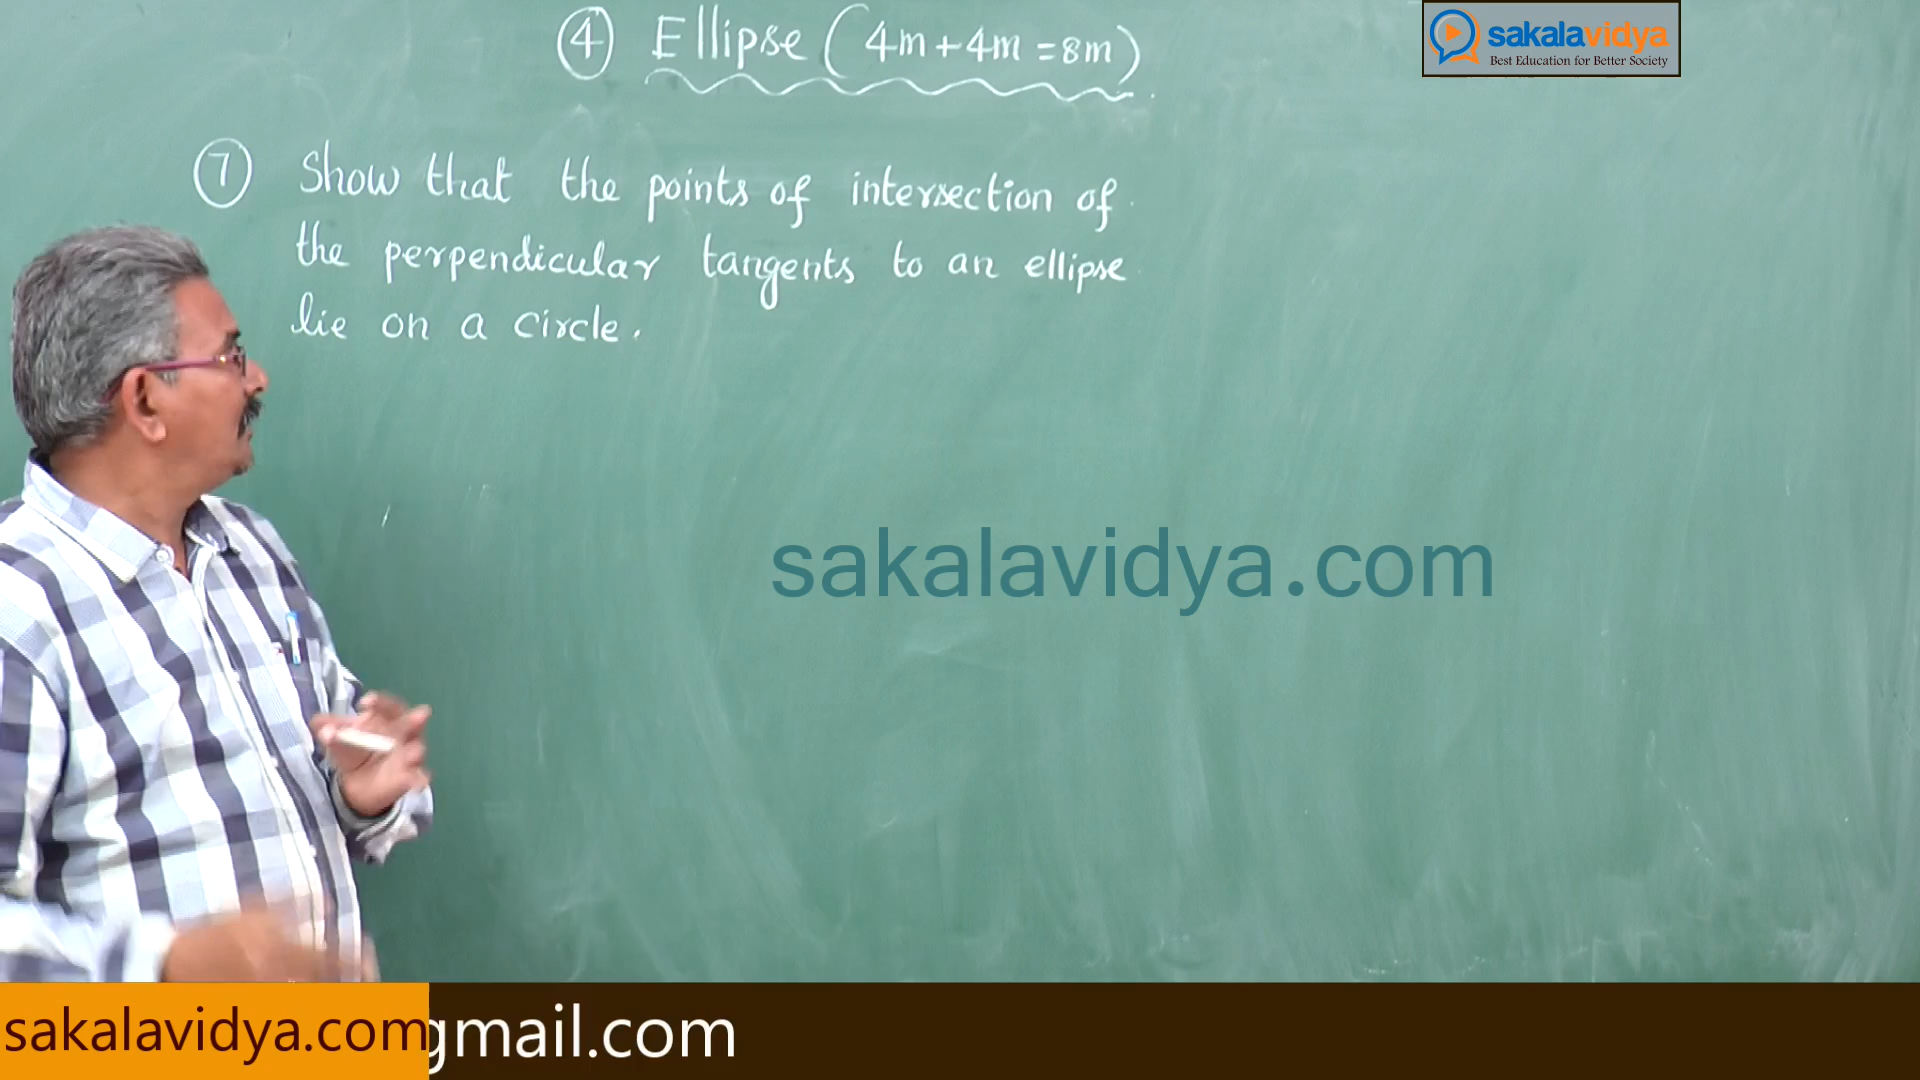 ④ Ellipse (4m+4m=8m)
sakalavidya
Best Education for Better Society
⑦ Show that the points of intersection of
the perpendicular tangents to an ellipse
lie on a circle.
sakalavidya.com
sakalavidya.com
gmail.com